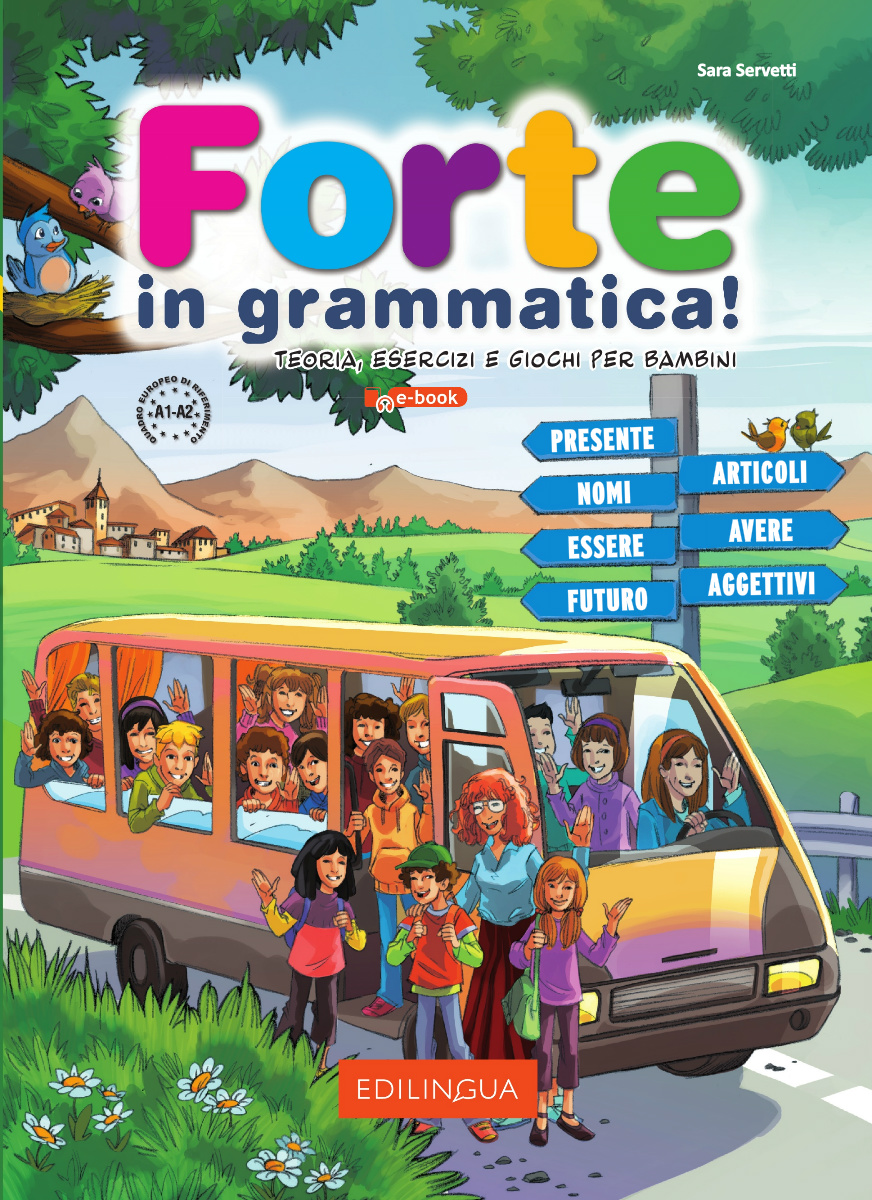 Sara Servetti
Forte
in grammatica!
TEORIA, ESERCIZI E GIOCHI PER BAMBINI
e-book
QUADRO EUROPEO DI RIFERIMENTO
A1-A2
PRESENTE
ARTICOLI
NOMI
AVERE
ESSERE
AGGETTIVI
FUTURO
EDILINGUA